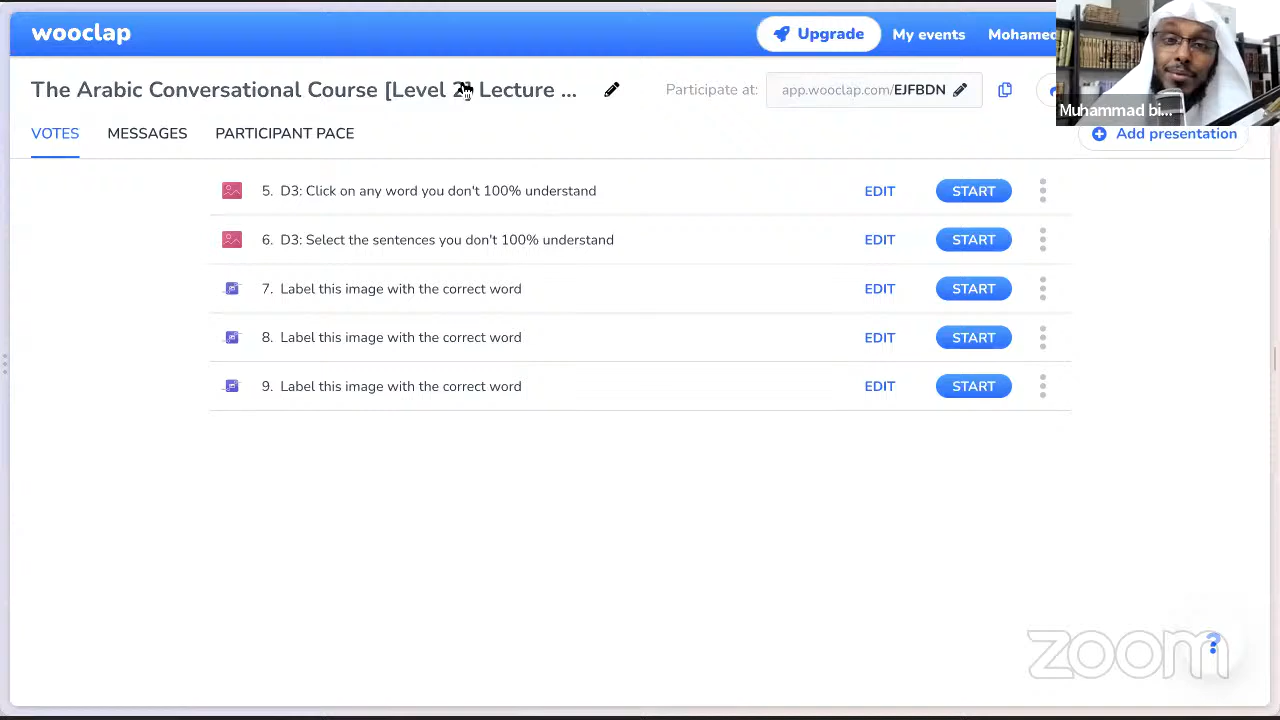 wooclap
Upgrade
My events
Mohamed
The Arabic Conversational Course [Level 2] Lecture ...
Participate at:
app.wooclap.com/EJFBDN
Muhammad bi...
VOTES
MESSAGES
PARTICIPANT PACE
Add presentation
5. D3: Click on any word you don't 100% understand
EDIT
START
6. D3: Select the sentences you don't 100% understand
EDIT
START
7. Label this image with the correct word
EDIT
START
8. Label this image with the correct word
EDIT
START
9. Label this image with the correct word
EDIT
START
zoom
?